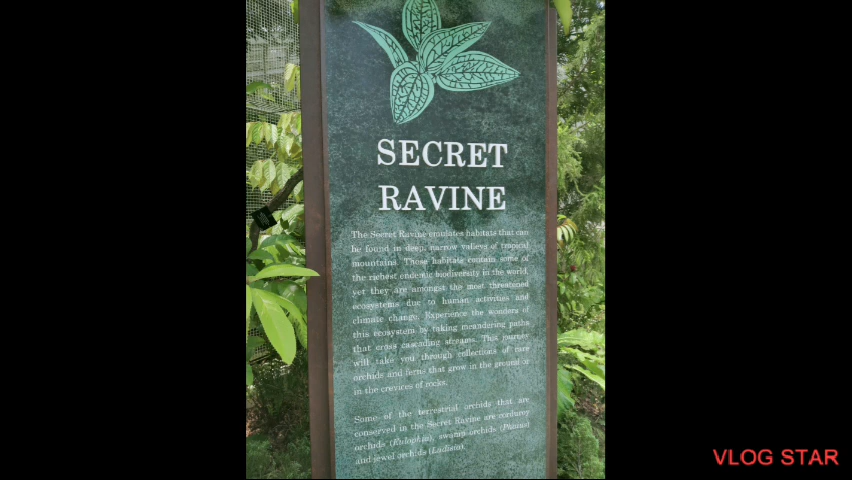 SECRET
RAVINE
The Secret Ravine emulates habitats that can
be found in deep, narrow valleys of tropical
mountains. These habitats contain some of
the richest endemic biodiversity in the world,
yet they are amongst the most threatened
ecosystems due to human activities and
climate change. Experience the wonders of
this ecosystem by taking meandering paths
that cross cascading streams. This journey
will take you through collections of rare
orchids and ferns that grow in the ground or
in the crevices of rocks.
Some of the terrestrial orchids that are
conserved in the Secret Ravine are corduroy
orchids (Eulophia), swamp orchids (Phaius)
and jewel orchids (Ludisia).
VLOG STAR